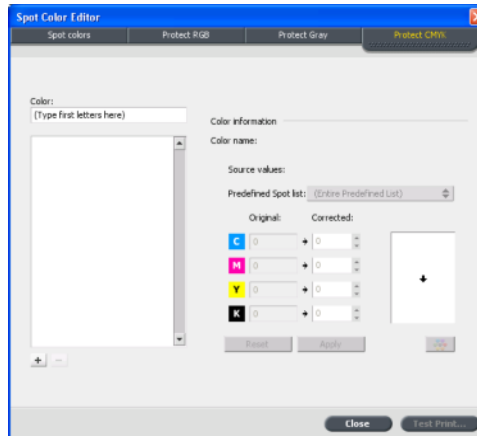 Spot Color Editor
Spot colors Protect RGB Protect Gray Protect CMYK
Color:
(Type first letters here)
Color information
Color name:
Source values:
Predefined Spot list: (Entire Predefined List)
Original: Corrected:
C 0 0
M 0 0
Y 0 0
K 0 0
Reset Apply
+ −
Close Test Print...